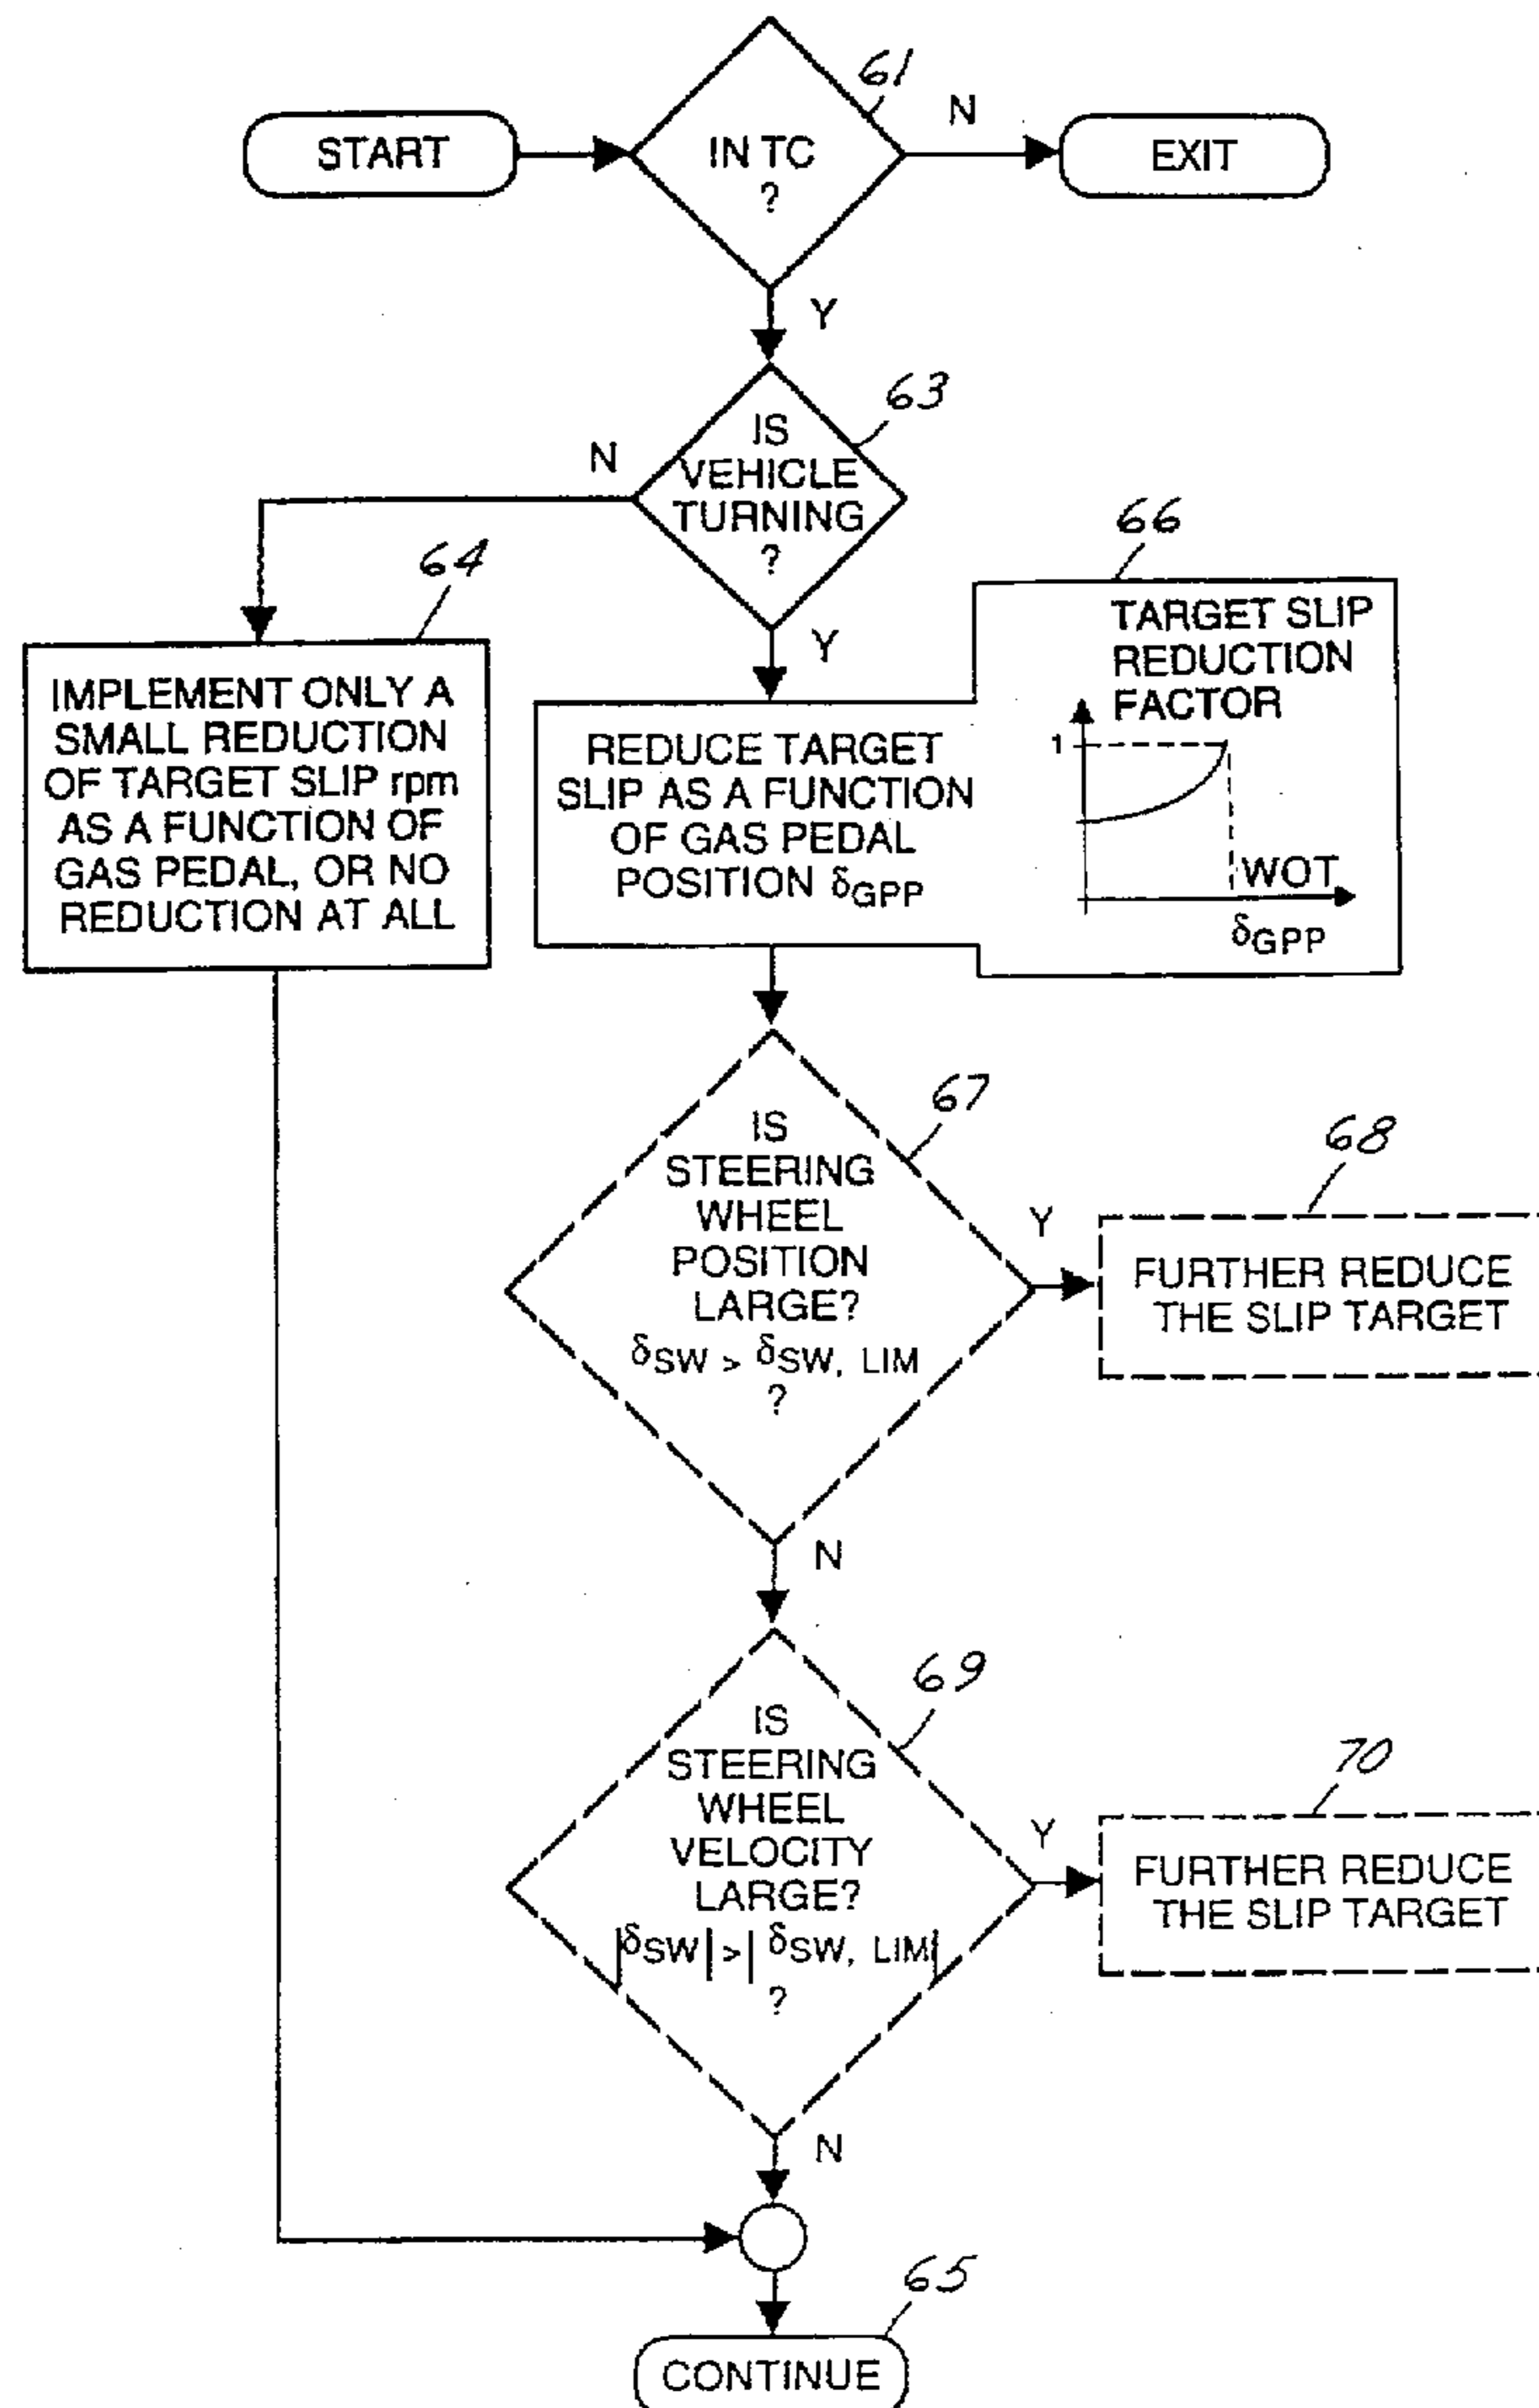 61
START
IN TC
?
N
EXIT
Y
63
IS
VEHICLE
TURNING
?
N
Y
64
IMPLEMENT ONLY A
SMALL REDUCTION
OF TARGET SLIP rpm
AS A FUNCTION OF
GAS PEDAL, OR NO
REDUCTION AT ALL
66
REDUCE TARGET
SLIP AS A FUNCTION
OF GAS PEDAL
POSITION δGPP
TARGET SLIP
REDUCTION
FACTOR
1
WOT
δGPP
67
IS
STEERING
WHEEL
POSITION
LARGE?
δSW > δSW, LIM
?
Y
68
FURTHER REDUCE
THE SLIP TARGET
N
69
IS
STEERING
WHEEL
VELOCITY
LARGE?
|δSW| > | δSW, LIM|
?
Y
70
FURTHER REDUCE
THE SLIP TARGET
N
65
CONTINUE